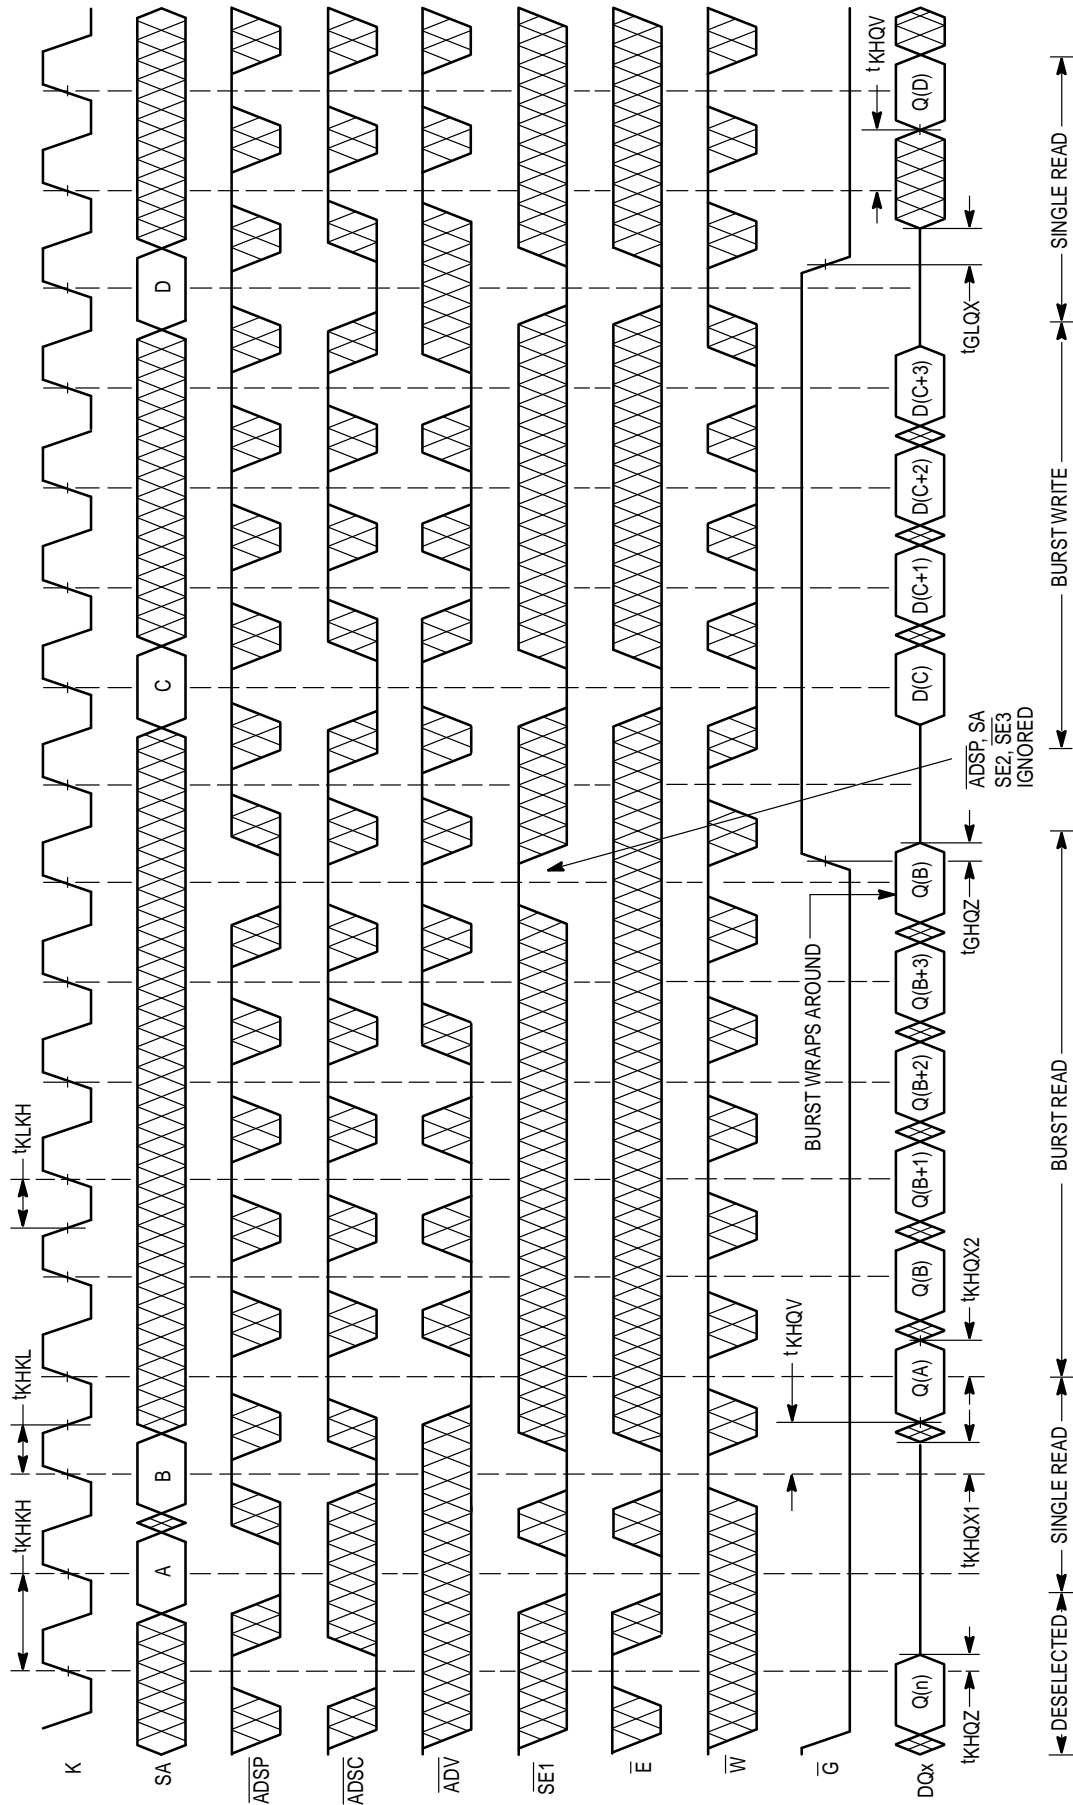 tKHKH
tKHKL
tKLKH
K
SA
A
B
C
D
ADSP
ADSC
ADV
SE1
ADSP, SA
SE2, SE3
IGNORED
E
W
G
tKHQV
BURST WRAPS AROUND
tKHQV
DQx
Q(n)
Q(A)
Q(B)
Q(B+1)
Q(B+2)
Q(B+3)
Q(B)
D(C)
D(C+1)
D(C+2)
D(C+3)
Q(D)
tKHQZ
tKHQX1
tKHQX2
tGHQZ
tGLQX
DESELECTED
SINGLE READ
BURST READ
BURST WRITE
SINGLE READ